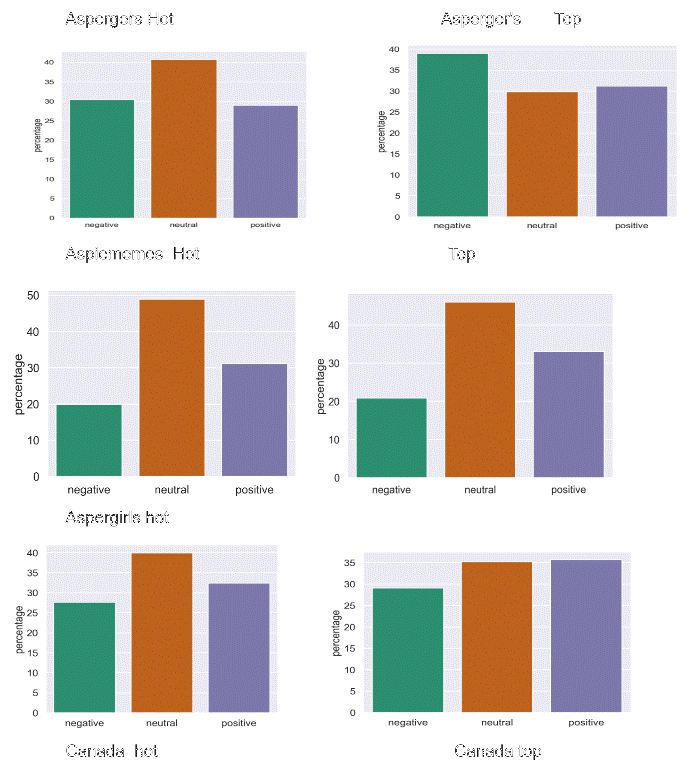 Aspergers Hot
Asperger's Top
percentage
40
35
30
25
20
15
10
5
0
negative neutral positive
percentage
40
35
30
25
20
15
10
5
0
negative neutral positive
Aspiememes Hot
Top
percentage
50
40
30
20
10
0
negative neutral positive
percentage
40
30
20
10
0
negative neutral positive
Aspergirls hot
percentage
40
35
30
25
20
15
10
5
0
negative neutral positive
percentage
35
30
25
20
15
10
5
0
negative neutral positive
Canada hot
Canada top